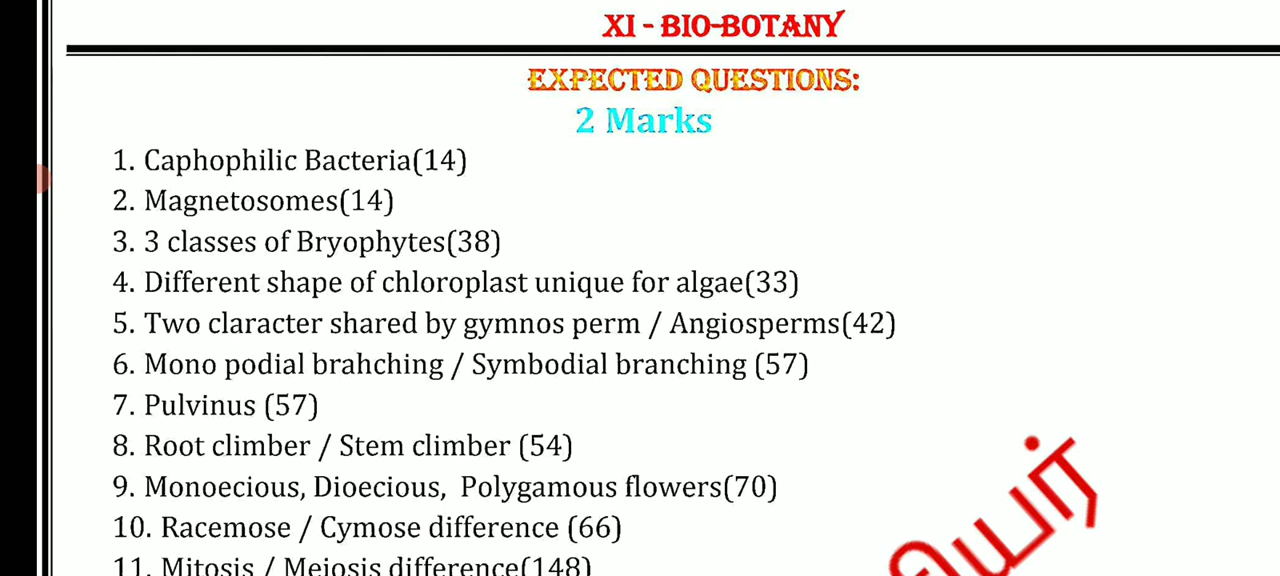 XI - BIO-BOTANY
EXPECTED QUESTIONS:
2 Marks
1. Caphophilic Bacteria(14)
2. Magnetosomes(14)
3. 3 classes of Bryophytes(38)
4. Different shape of chloroplast unique for algae(33)
5. Two claracter shared by gymnos perm / Angiosperms(42)
6. Mono podial brahching / Symbodial branching (57)
7. Pulvinus (57)
8. Root climber / Stem climber (54)
9. Monoecious, Dioecious, Polygamous flowers(70)
10. Racemose / Cymose difference (66)
11. Mitosis / Meiosis difference(148)